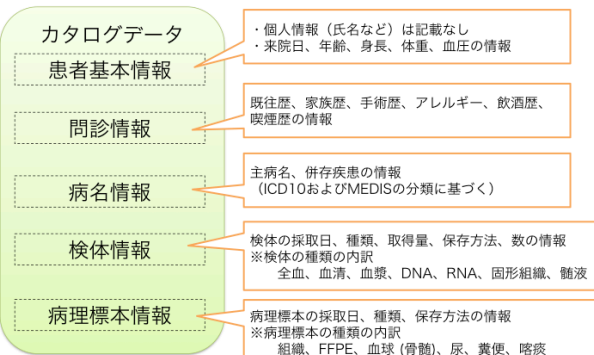 カタログデータ
患者基本情報
・個人情報（氏名など）は記載なし
・来院日、年齢、身長、体重、血圧の情報
問診情報
既往歴、家族歴、手術歴、アレルギー、飲酒歴、
喫煙歴の情報
病名情報
主病名、併存疾患の情報
（ICD10およびMEDISの分類に基づく）
検体情報
検体の採取日、種類、取得量、保存方法、数の情報
※検体の種類の内訳
全血、血清、血漿、DNA、RNA、固形組織、髄液
病理標本情報
病理標本の採取日、種類、保存方法の情報
※病理標本の種類の内訳
組織、FFPE、血球 (骨髄)、尿、糞便、喀痰